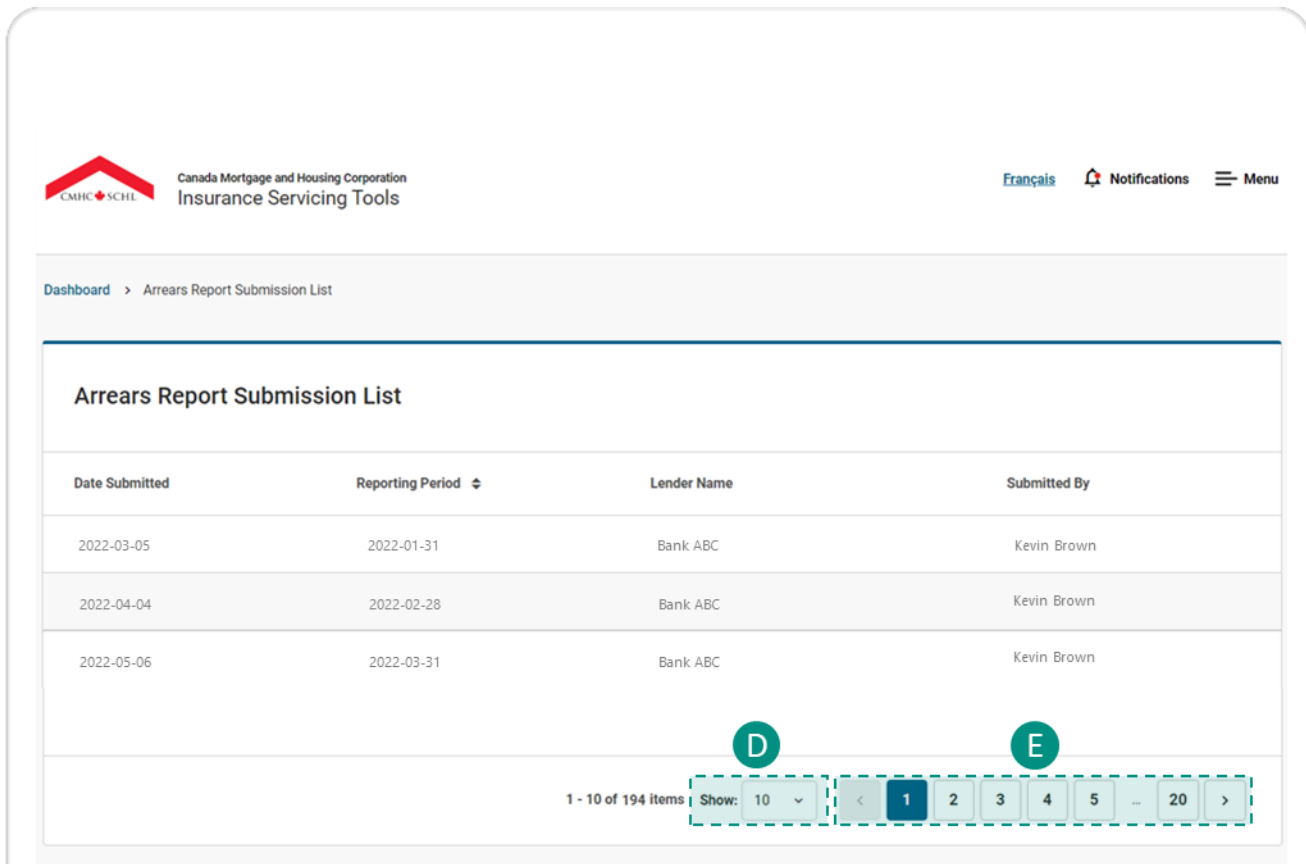 Canada Mortgage and Housing Corporation
CMHC SCHL Insurance Servicing Tools
Français Notifications Menu
Dashboard > Arrears Report Submission List
Arrears Report Submission List
Date Submitted Reporting Period Lender Name Submitted By
2022-03-05 2022-01-31 Bank ABC Kevin Brown
2022-04-04 2022-02-28 Bank ABC Kevin Brown
2022-05-06 2022-03-31 Bank ABC Kevin Brown
D E
1 - 10 of 194 items Show: 10 < 1 2 3 4 5 ... 20 >